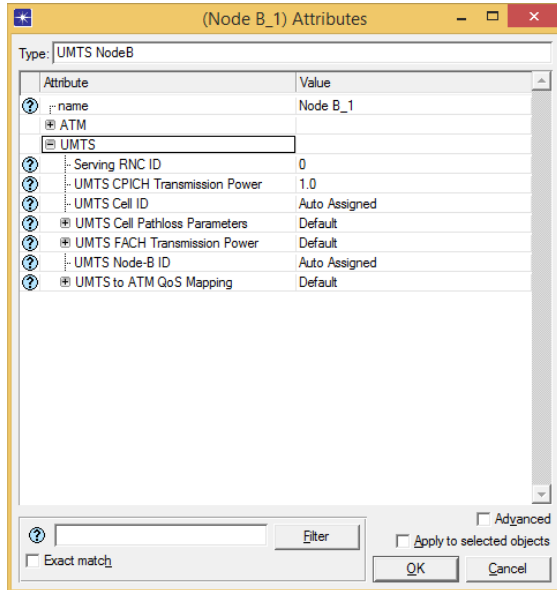 (Node B_1) Attributes
Type: UMTS NodeB
Attribute Value
name Node B_1
ATM
UMTS
Serving RNC ID 0
UMTS CPICH Transmission Power 1.0
UMTS Cell ID Auto Assigned
UMTS Cell Pathloss Parameters Default
UMTS FACH Transmission Power Default
UMTS Node-B ID Auto Assigned
UMTS to ATM QoS Mapping Default
Advanced
Filter Apply to selected objects
Exact match OK Cancel